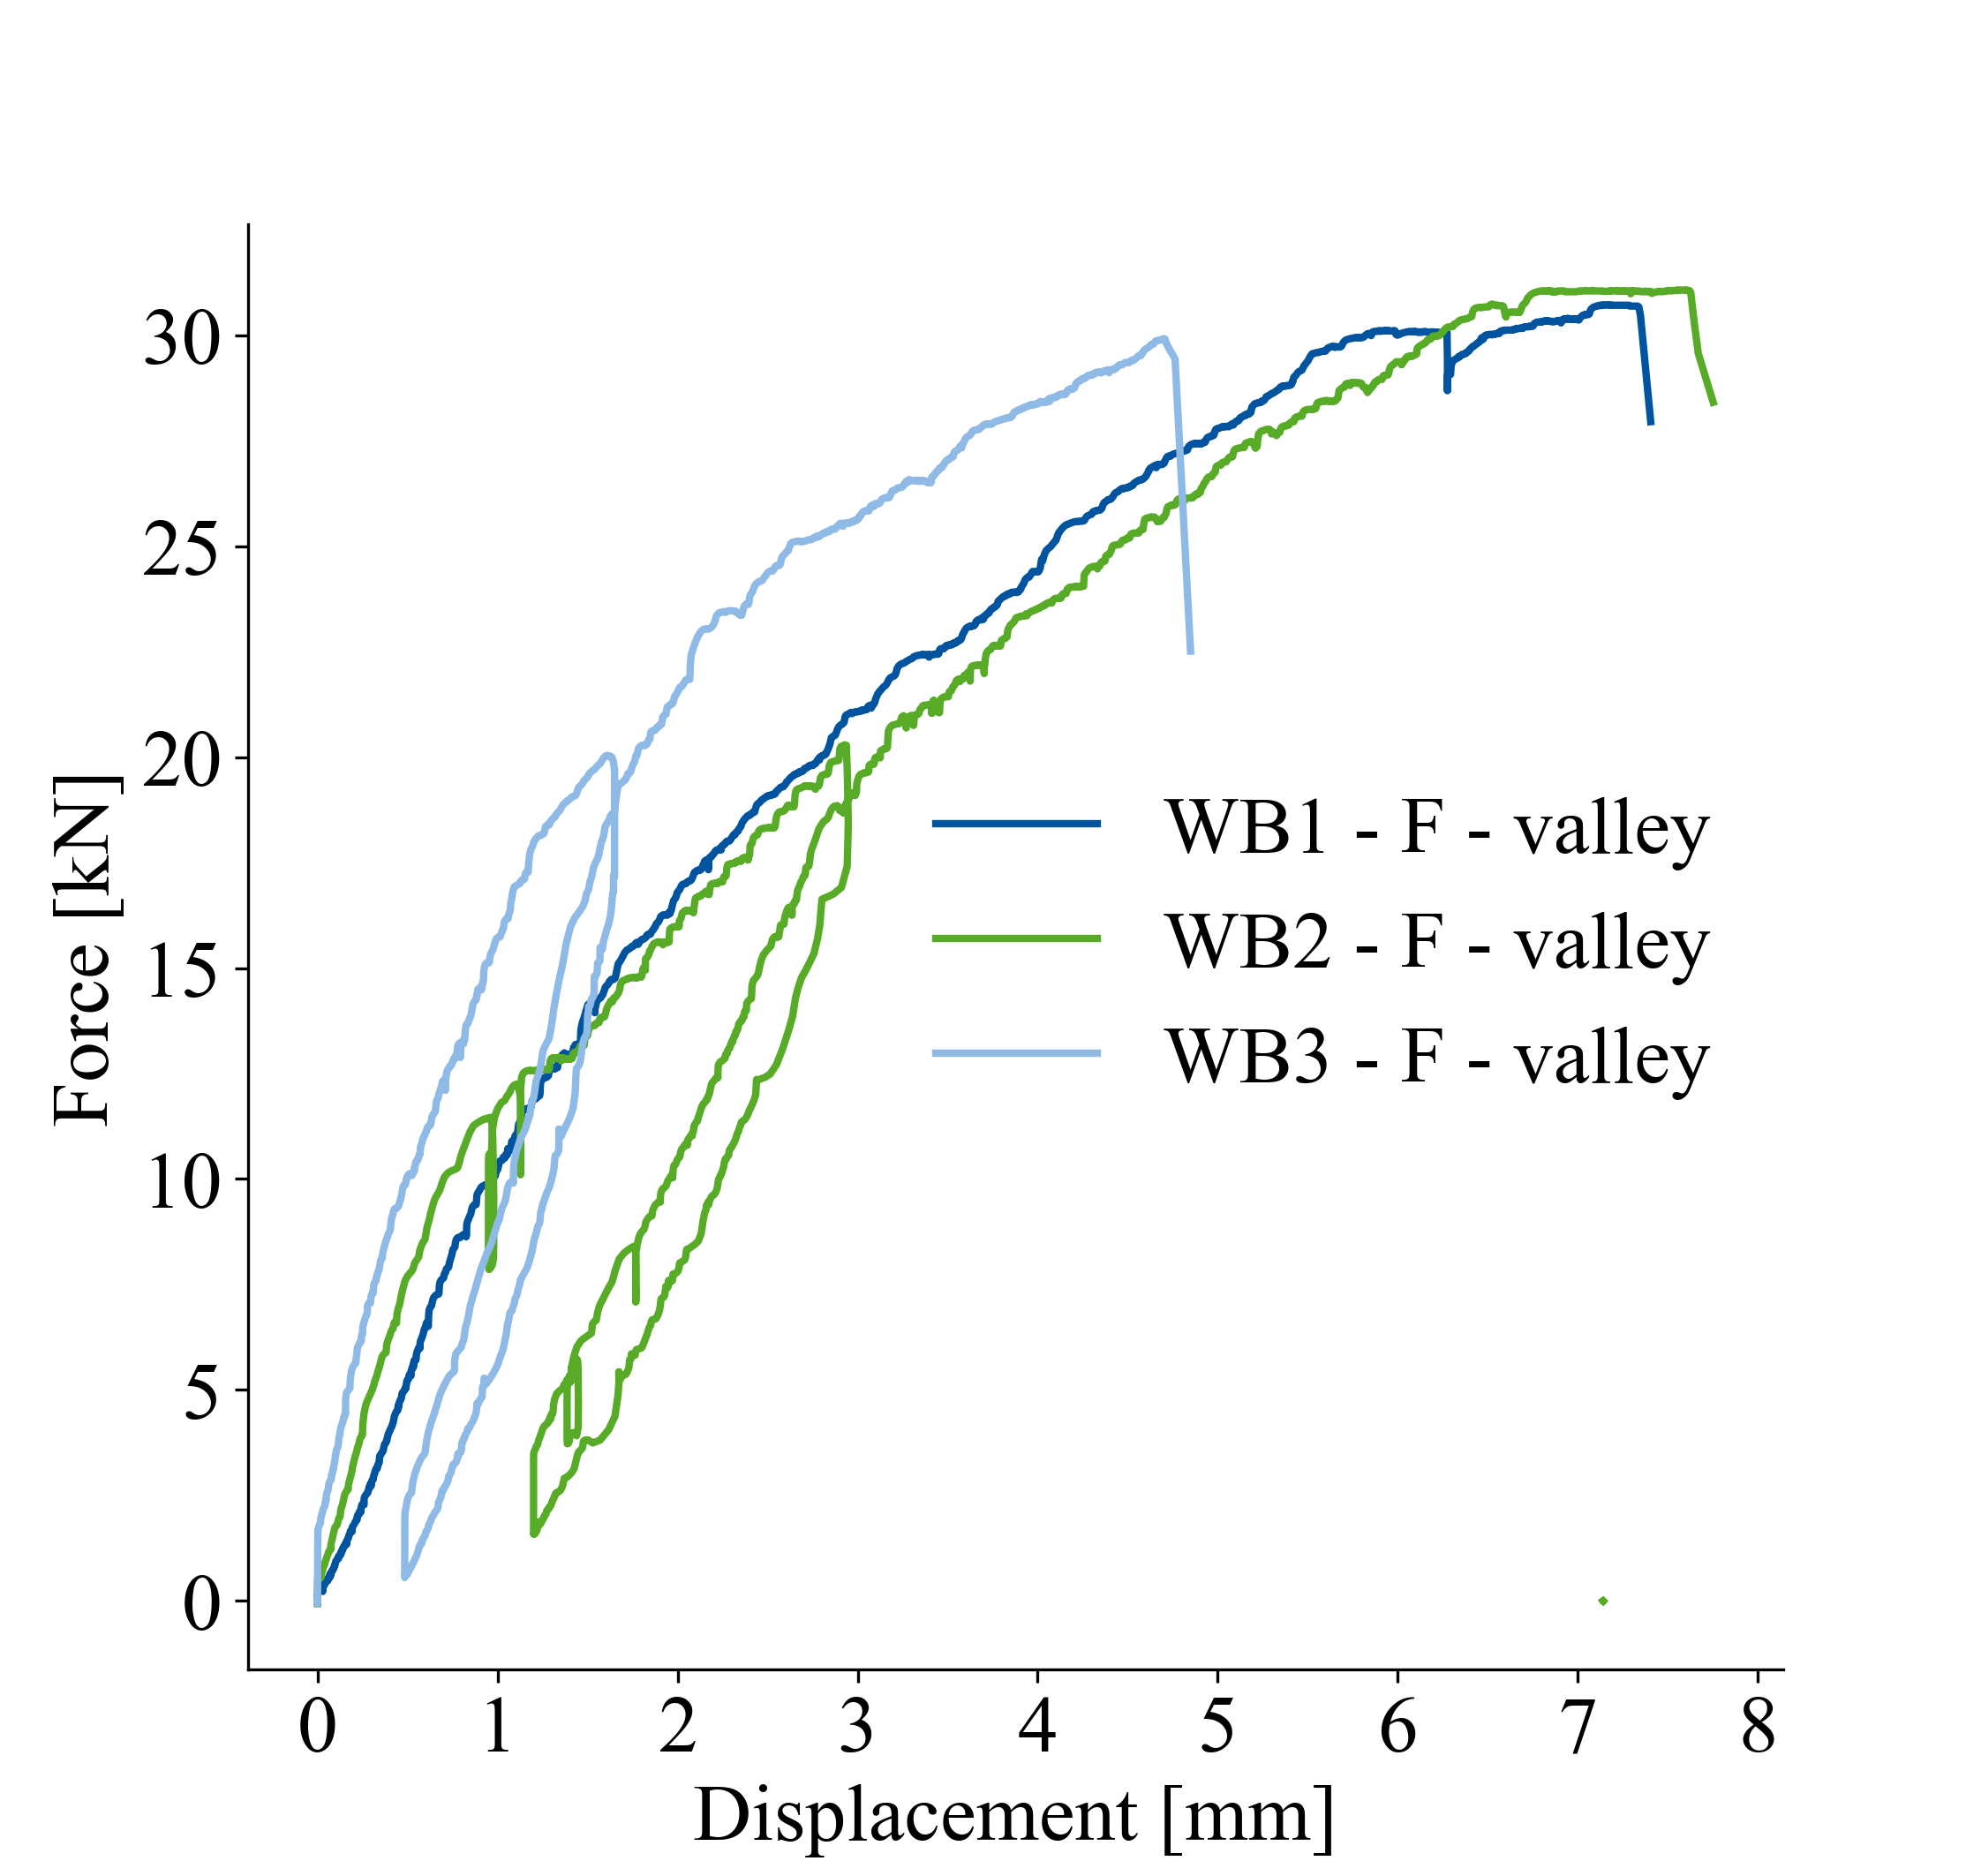 30
25
20
15
10
5
0
Force [kN]
WB1 - F - valley
WB2 - F - valley
WB3 - F - valley
0 1 2 3 4 5 6 7 8
Displacement [mm]